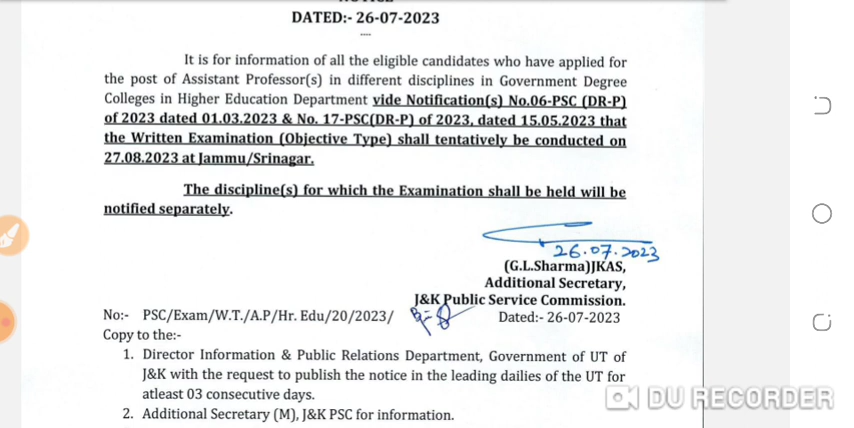 DATED:- 26-07-2023
It is for information of all the eligible candidates who have applied for
the post of Assistant Professor(s) in different disciplines in Government Degree
Colleges in Higher Education Department vide Notification(s) No.06-PSC (DR-P)
of 2023 dated 01.03.2023 & No. 17-PSC(DR-P) of 2023, dated 15.05.2023 that
the Written Examination (Objective Type) shall tentatively be conducted on
27.08.2023 at Jammu/Srinagar.
The discipline(s) for which the Examination shall be held will be
notified separately.
26.07.2023
(G.L.Sharma)JKAS,
Additional Secretary,
J&K Public Service Commission.
No:- PSC/Exam/W.T./A.P/Hr. Edu/20/2023/ Dated:- 26-07-2023
Copy to the:-
1. Director Information & Public Relations Department, Government of UT of
J&K with the request to publish the notice in the leading dailies of the UT for
atleast 03 consecutive days.
2. Additional Secretary (M), J&K PSC for information.
DU RECORDER